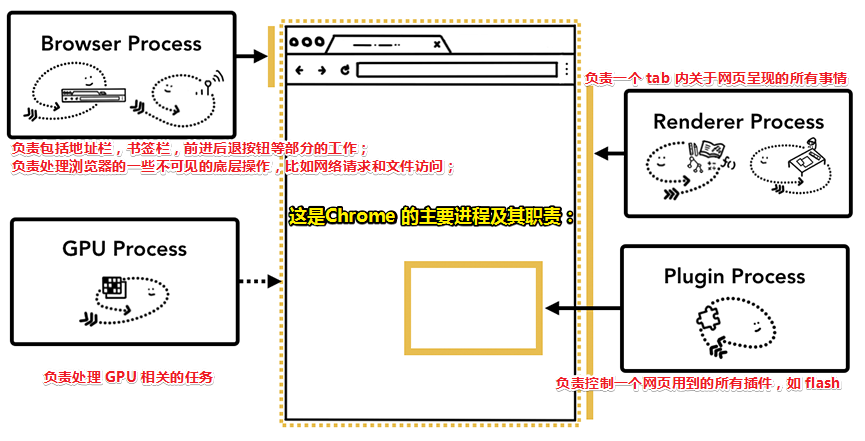 Browser Process
负责包括地址栏，书签栏，前进后退按钮等部分的工作；
负责处理浏览器的一些不可见的底层操作，比如网络请求和文件访问；
负责一个 tab 内关于网页呈现的所有事情
Renderer Process
这是Chrome 的主要进程及其职责：
GPU Process
负责处理 GPU 相关的任务
Plugin Process
负责控制一个网页用到的所有插件，如 flash